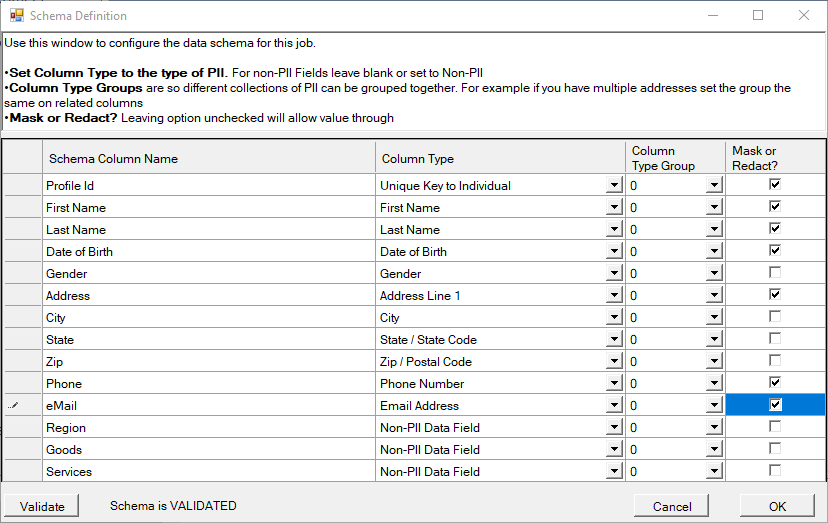 Schema Definition
Use this window to configure the data schema for this job.
•Set Column Type to the type of PII. For non-PII Fields leave blank or set to Non-PII
•Column Type Groups are so different collections of PII can be grouped together. For example if you have multiple addresses set the group the
same on related columns
•Mask or Redact? Leaving option unchecked will allow value through
Schema Column Name Column Type Column Type Group Mask or Redact?
Profile Id Unique Key to Individual 0
First Name First Name 0
Last Name Last Name 0
Date of Birth Date of Birth 0
Gender Gender 0
Address Address Line 1 0
City City 0
State State / State Code 0
Zip Zip / Postal Code 0
Phone Phone Number 0
eMail Email Address 0
Region Non-PII Data Field 0
Goods Non-PII Data Field 0
Services Non-PII Data Field 0
Validate Schema is VALIDATED Cancel OK